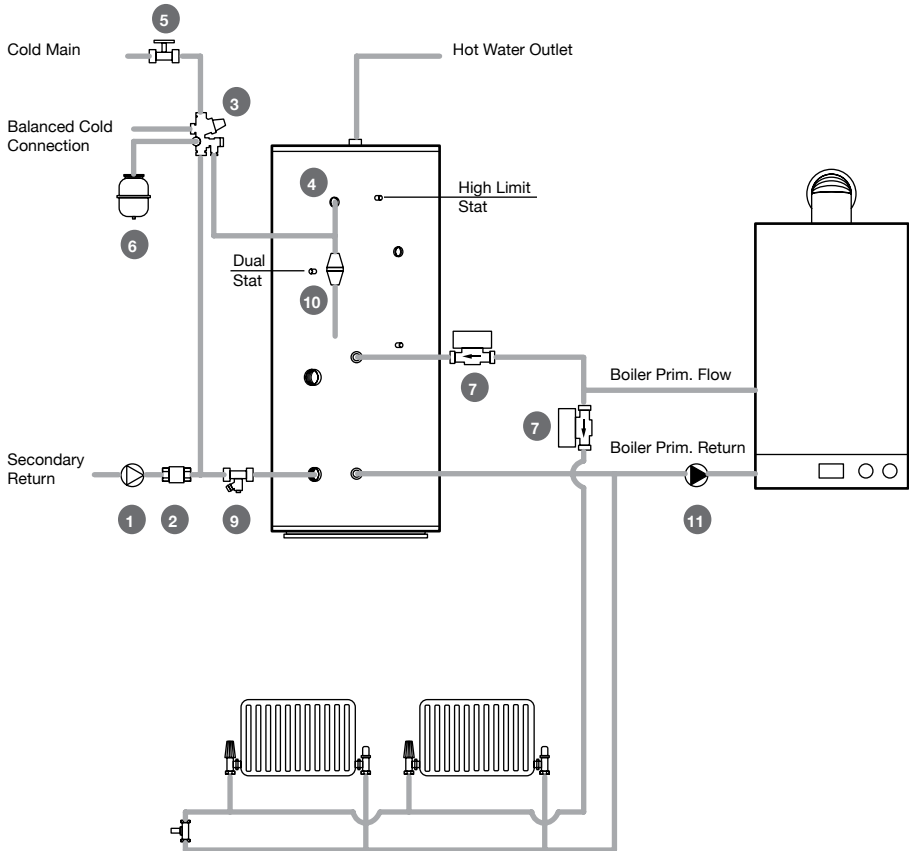 5
Cold Main
Hot Water Outlet
3
Balanced Cold
Connection
4
High Limit
Stat
6
Dual
Stat
10
7
Boiler Prim. Flow
7
Boiler Prim. Return
Secondary
Return
1
2
9
11